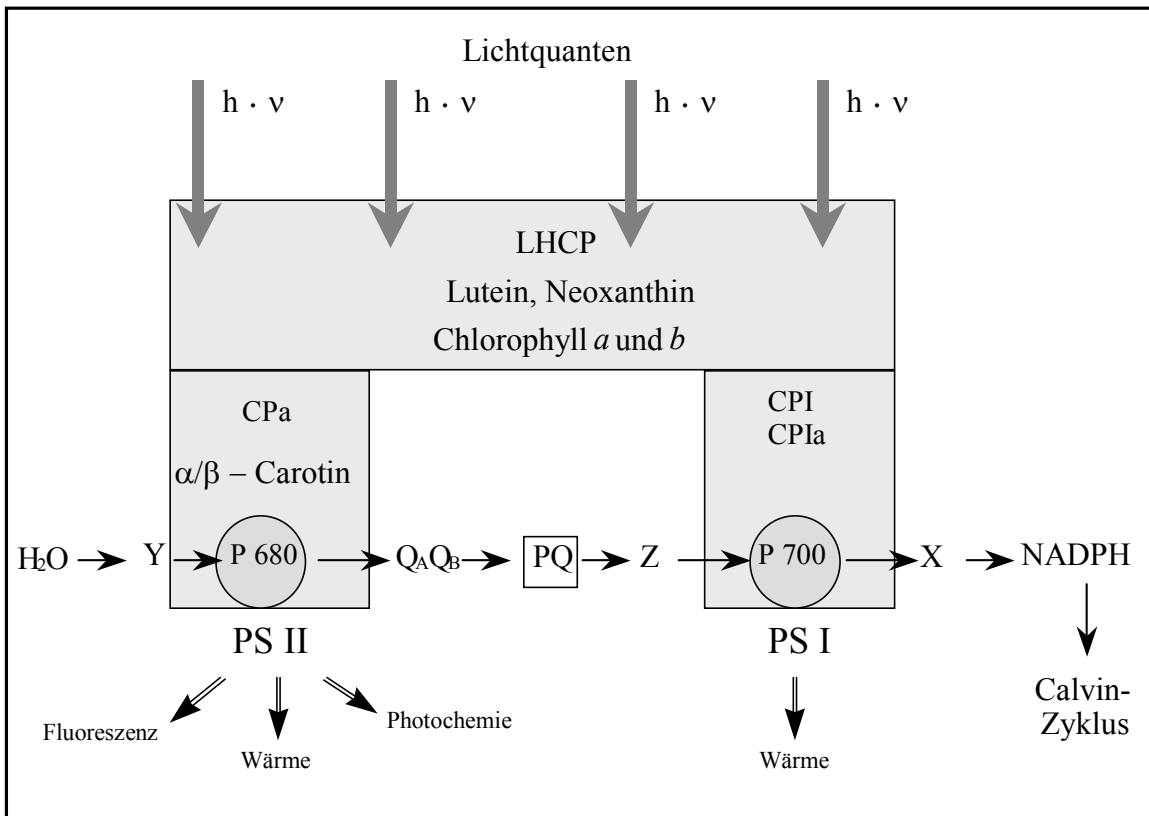 Lichtquanten
h · ν h · ν h · ν h · ν
LHCP
Lutein, Neoxanthin
Chlorophyll a und b
CPa
α/β – Carotin
CPI
CPIa
H₂O Y P 680 QAQB PQ Z P 700 X NADPH
PS II PS I
Calvin-
Zyklus
Fluoreszenz Photochemie
Wärme Wärme